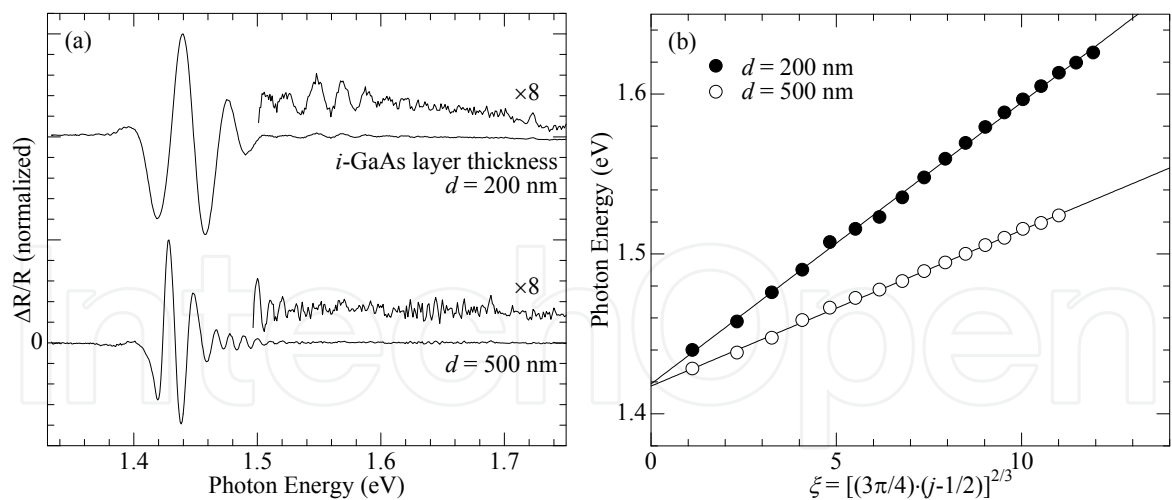 (a)
×8
i-GaAs layer thickness
d = 200 nm
×8
d = 500 nm
0
ΔR/R (normalized)
1.4 1.5 1.6 1.7
Photon Energy (eV)
(b)
d = 200 nm
d = 500 nm
1.6
1.5
1.4
Photon Energy (eV)
0 5 10
ξ = [(3π/4)·(j-1/2)]^{2/3}
IntechOpen